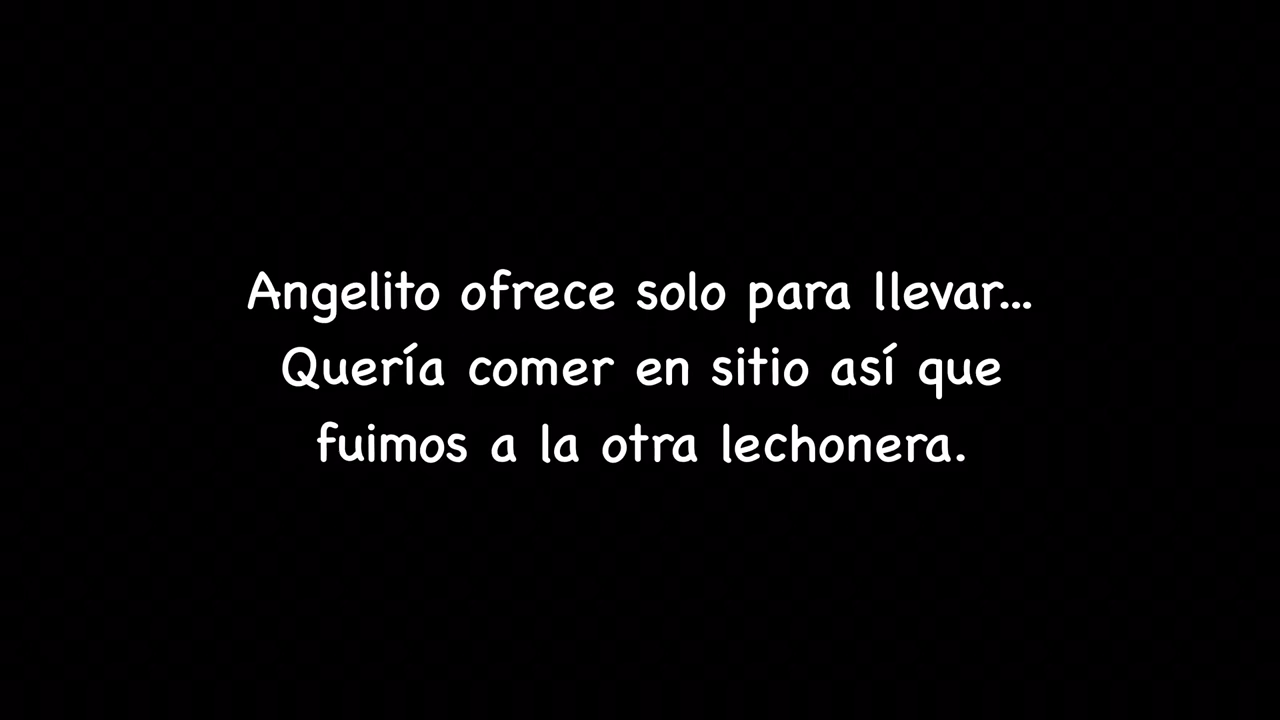 Angelito ofrece solo para llevar...
Quería comer en sitio así que
fuimos a la otra lechonera.